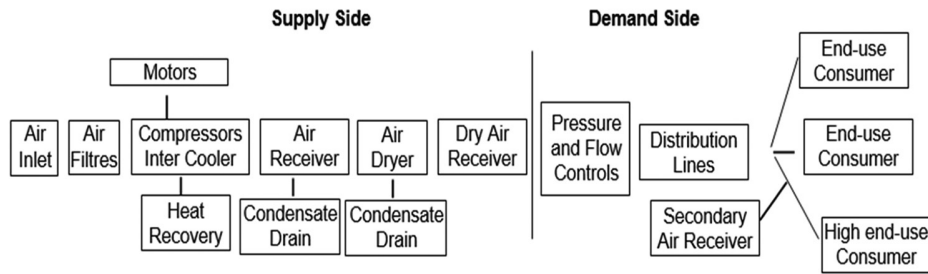 Supply Side
Demand Side
Motors
Air
Inlet
Air
Filtres
Compressors
Inter Cooler
Air
Receiver
Air
Dryer
Dry Air
Receiver
Heat
Recovery
Condensate
Drain
Condensate
Drain
Pressure
and Flow
Controls
Distribution
Lines
Secondary
Air Receiver
End-use
Consumer
End-use
Consumer
High end-use
Consumer